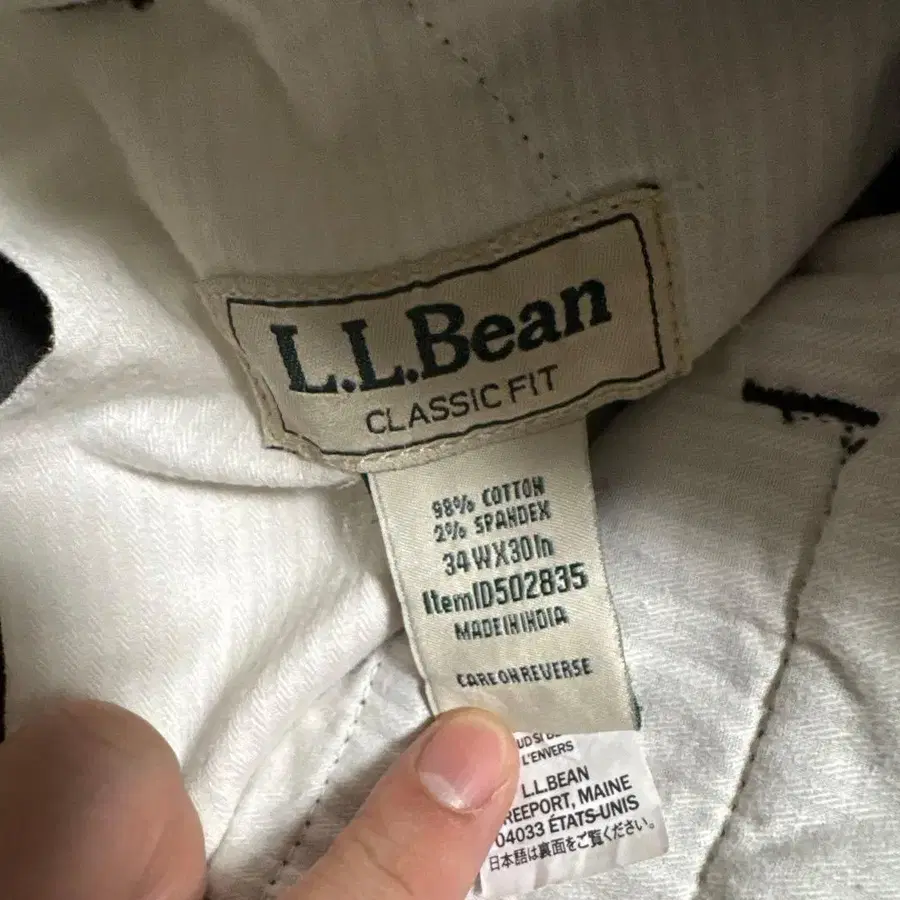 L.L.Bean
CLASSIC FIT
98% COTTON
2% SPANDEX
34WX30In
ItemID502835
MADE IN INDIA
CARE ON REVERSE
L'ENVERS
L.L.BEAN
REEPORT, MAINE
04033 ÉTATS-UNIS
日本語は裏面をご覧ください。